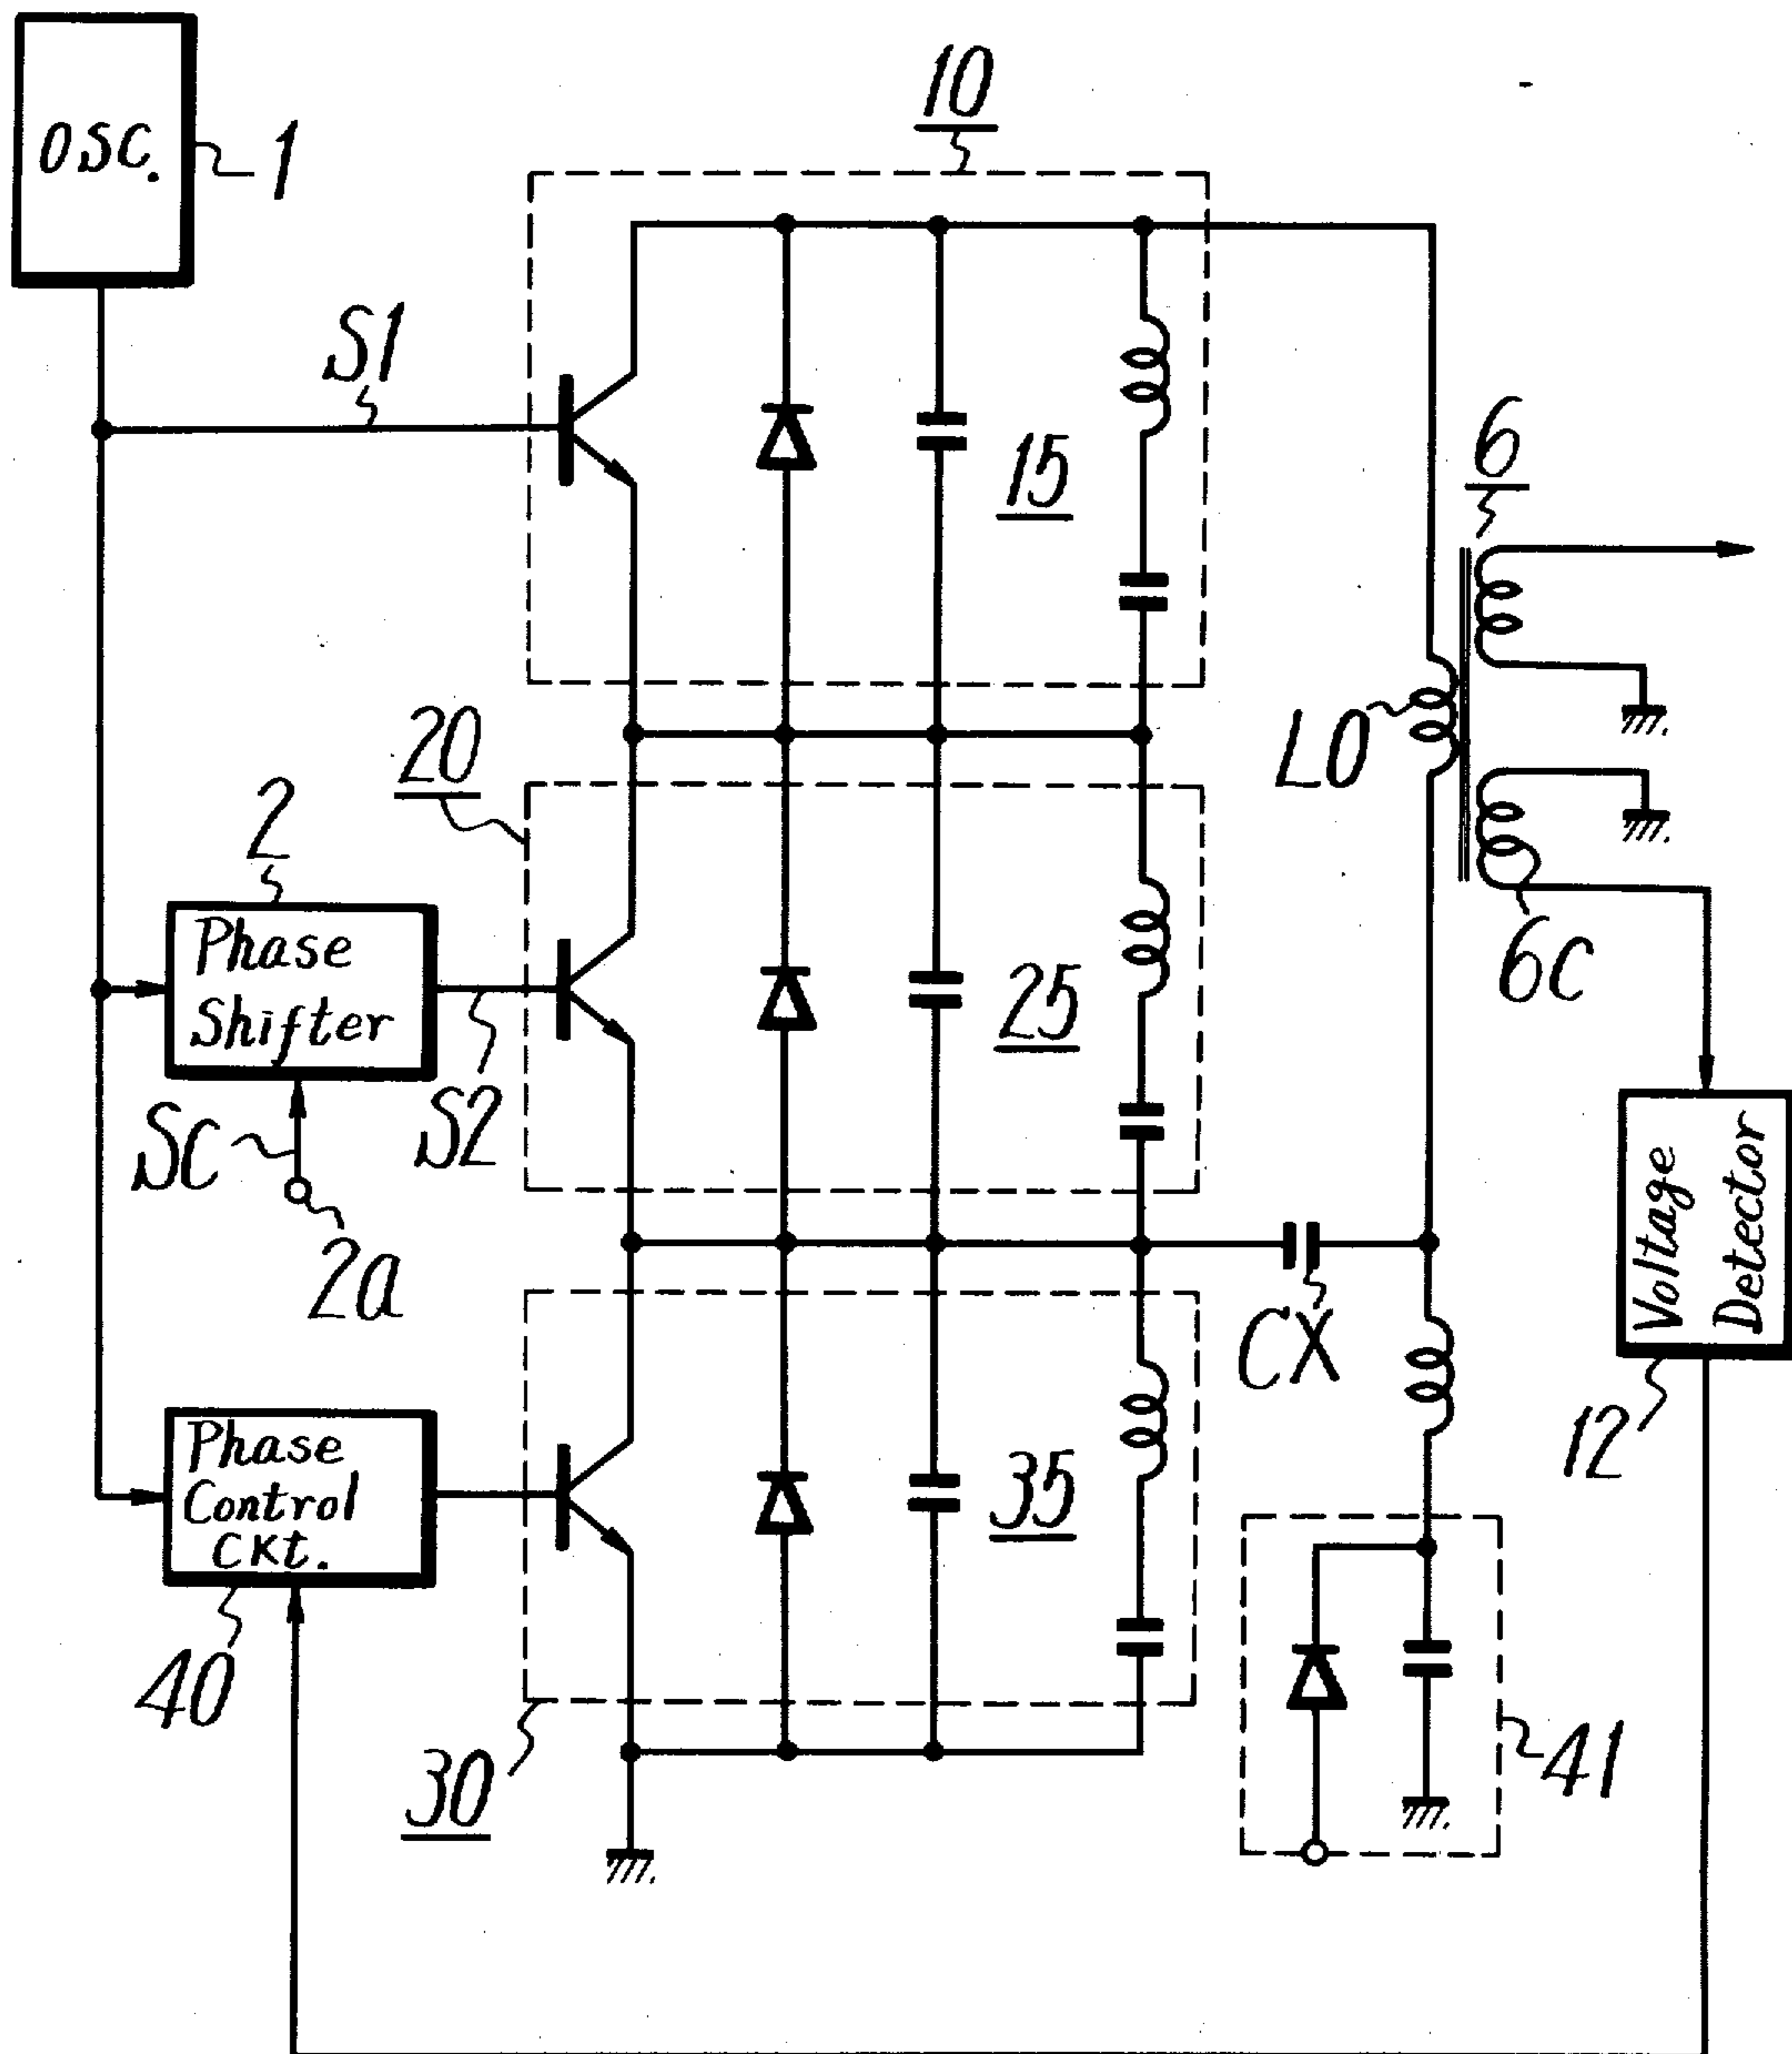 OSC.
1
10
S1
15
6
20
LO
2
Phase
Shifter
25
6C
S2
SC
2a
Voltage
Detector
CX
12
Phase
Control
CKt.
35
40
41
30